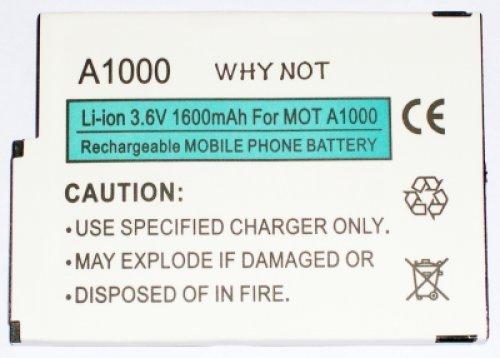 A1000 WHY NOT
Li-ion 3.6V 1600mAh For MOT A1000
Rechargeable MOBILE PHONE BATTERY
CE
CAUTION:
•USE SPECIFIED CHARGER ONLY.
•MAY EXPLODE IF DAMAGED OR
•DISPOSED OF IN FIRE.